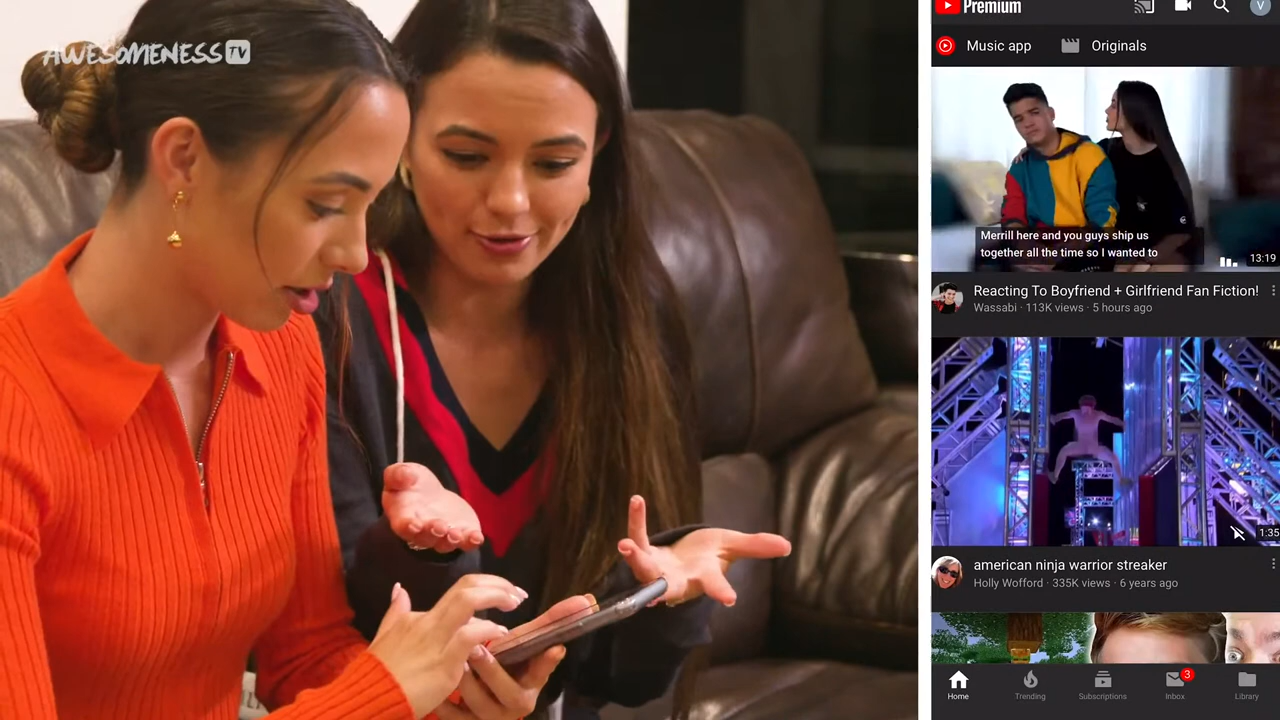 AWESOMENESS TV
Premium
V
Music app
Originals
Merrill here and you guys ship us
together all the time so I wanted to
13:19
Reacting To Boyfriend + Girlfriend Fan Fiction!
Wassabi · 113K views · 5 hours ago
1:35
american ninja warrior streaker
Holly Wofford · 335K views · 6 years ago
3
Home
Trending
Subscriptions
Inbox
Library